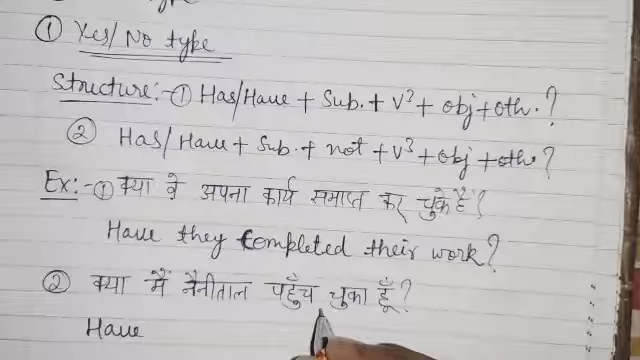 ① Yes/No type
Structure:- ① Has/Have + Sub. + V³ + obj + oth. ?
② Has/Have + Sub. + not + V³ + obj + oth. ?
Ex:- ① क्या वे अपना कार्य समाप्त कर चुके हैं?
Have they completed their work?
② क्या मैं नैनीताल पहुँच चुका हूँ?
Have